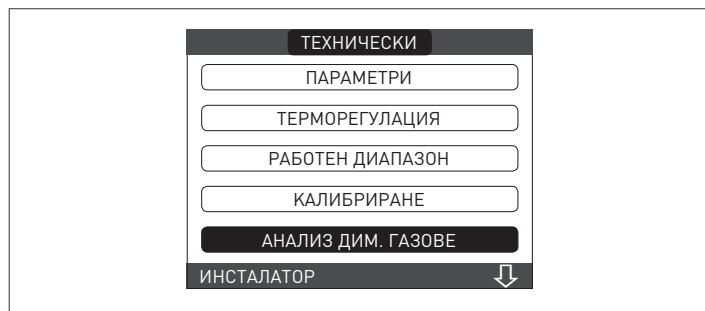 ТЕХНИЧЕСКИ
ПАРАМЕТРИ
ТЕРМОРЕГУЛАЦИЯ
РАБОТЕН ДИАПАЗОН
КАЛИБРИРАНЕ
АНАЛИЗ ДИМ. ГАЗОВЕ
ИНСТАЛАТОР